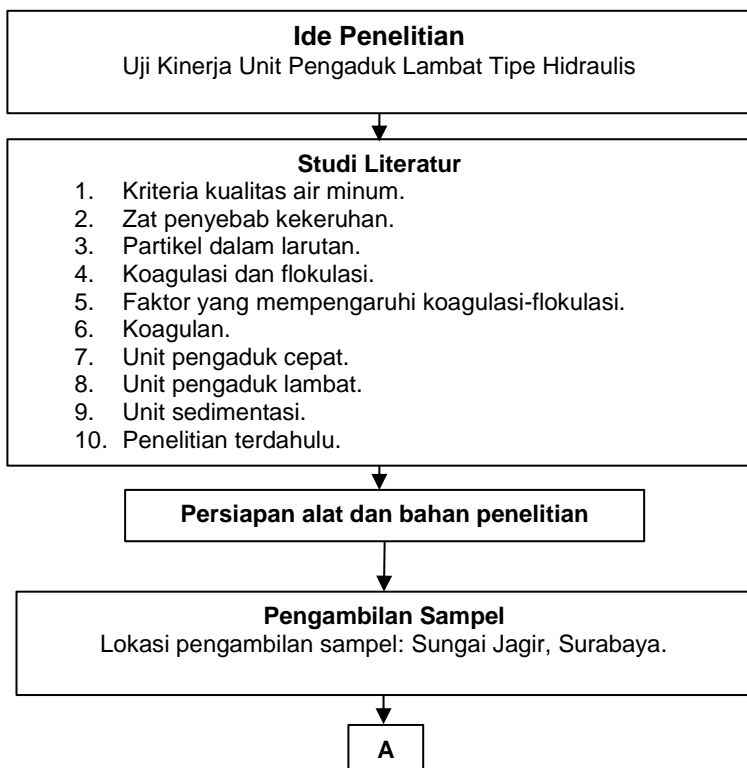 Ide Penelitian
Uji Kinerja Unit Pengaduk Lambat Tipe Hidraulis
Studi Literatur
1. Kriteria kualitas air minum.
2. Zat penyebab kekeruhan.
3. Partikel dalam larutan.
4. Koagulasi dan flokulasi.
5. Faktor yang mempengaruhi koagulasi-flokulasi.
6. Koagulan.
7. Unit pengaduk cepat.
8. Unit pengaduk lambat.
9. Unit sedimentasi.
10. Penelitian terdahulu.
Persiapan alat dan bahan penelitian
Pengambilan Sampel
Lokasi pengambilan sampel: Sungai Jagir, Surabaya.
A